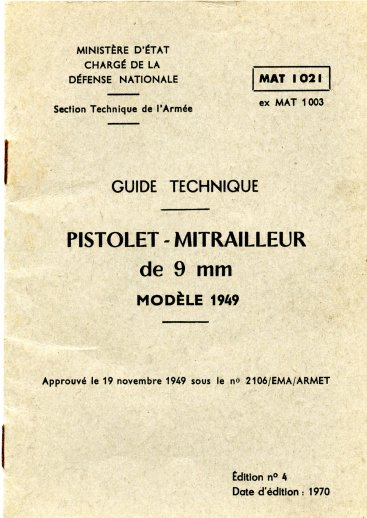 MINISTÈRE D'ÉTAT
CHARGÉ DE LA
DÉFENSE NATIONALE
Section Technique de l'Armée
MAT 1021
ex MAT 1003
GUIDE TECHNIQUE
PISTOLET - MITRAILLEUR
de 9 mm
MODÈLE 1949
Approuvé le 19 novembre 1949 sous le nº 2106/EMA/ARMET
Édition nº 4
Date d'édition : 1970